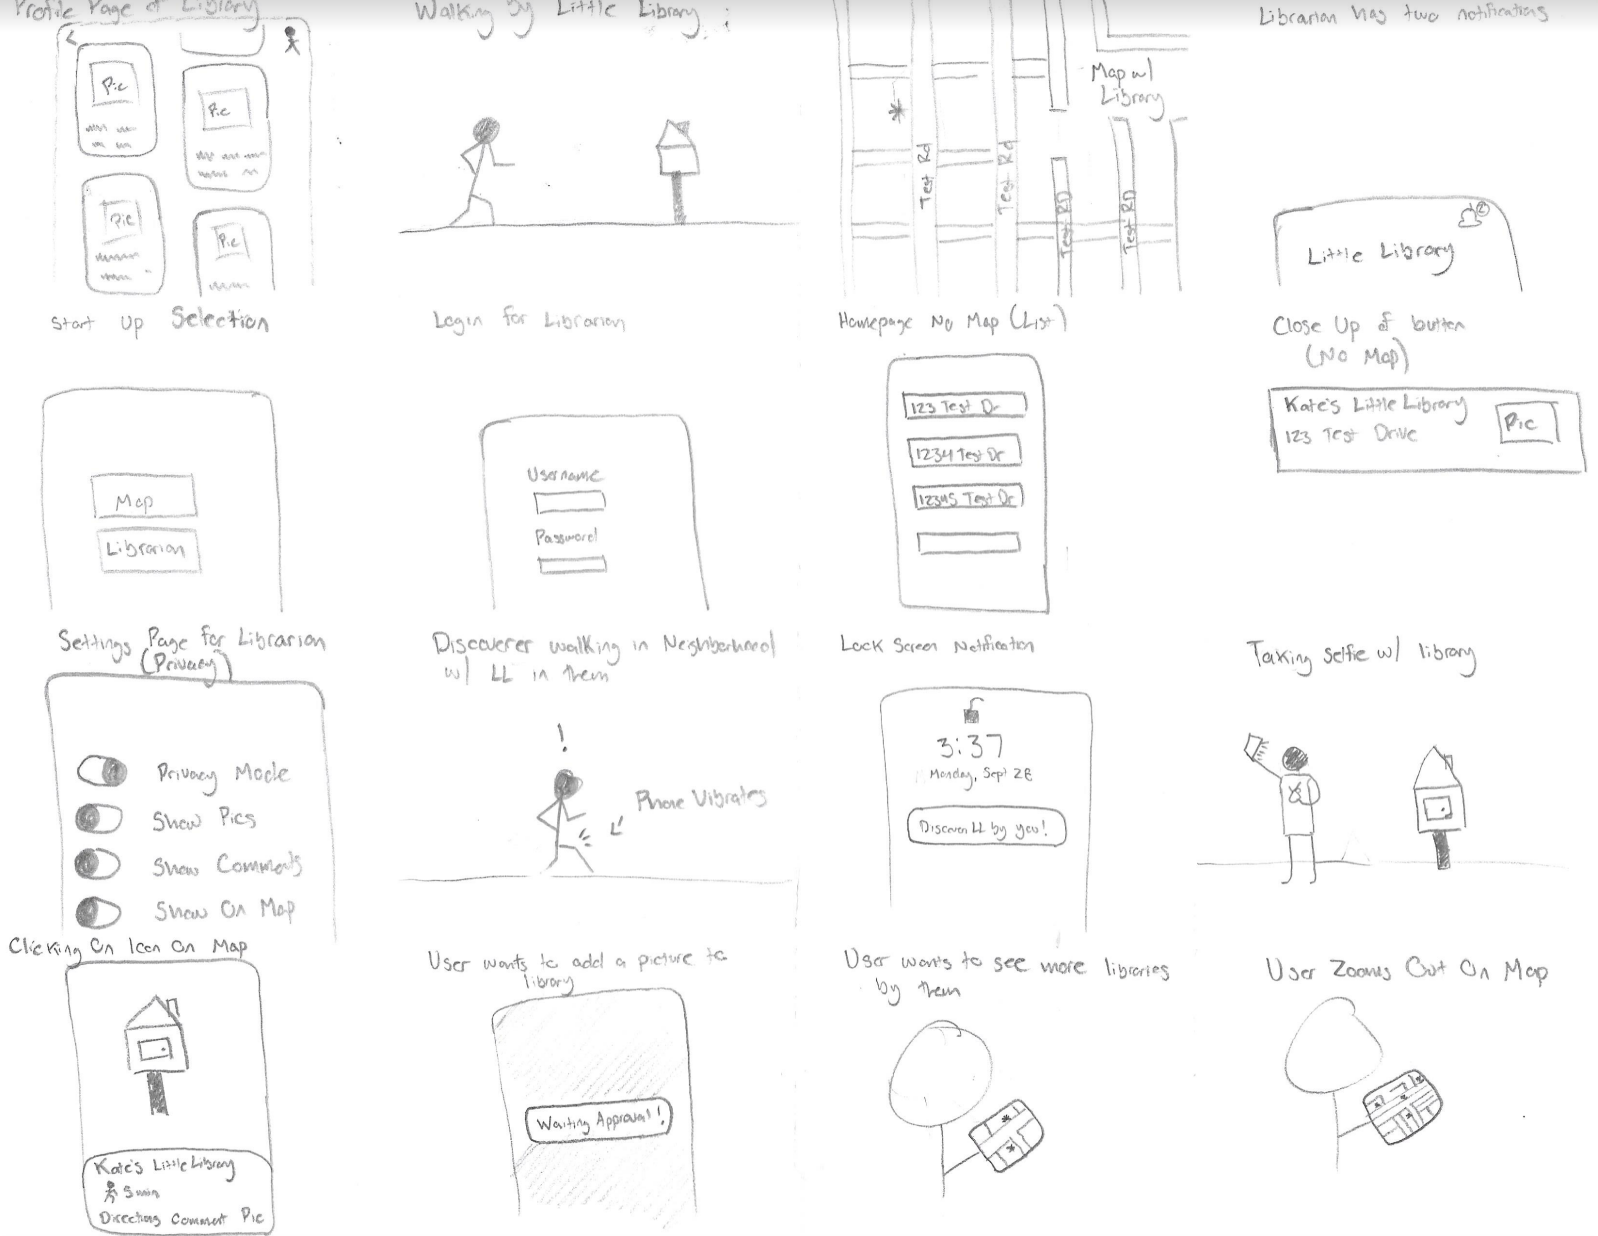 Profile Page of Library
Pic
Pic
Pic
Pic
Walking by Little Library :
Map w/
Library
Test Rd
Test Rd
Test RD
Test RD
Librarian has two notifications
2
Little Library
Start Up Selection
Map
Librarian
Login for Librarian
Username
Password
Homepage No Map (List)
123 Test Dr
1234 Test Dr
12345 Test Dr
Close Up of button
(No Map)
Kate's Little Library
123 Test Drive
Pic
Settings Page for Librarian
(Privacy)
Privacy Mode
Show Pics
Show Comments
Show On Map
Discoverer walking in Neighborhood
w/ LL in them
!
Phone Vibrates
Lock Screen Notification
3:37
Monday, Sept 28
Discover LL by you!
Taking selfie w/ library
Clicking On Icon On Map
Kate's Little Library
5 min
Directions Comment Pic
User wants to add a picture to
library
Waiting Approval!
User wants to see more libraries
by them
User Zooms Out On Map